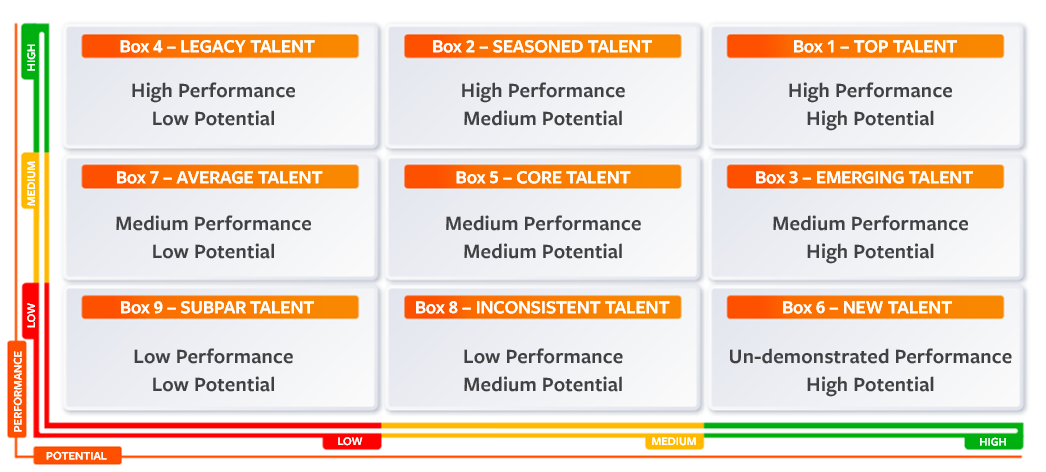 HIGH
Box 4 – LEGACY TALENT
High Performance
Low Potential
Box 2 – SEASONED TALENT
High Performance
Medium Potential
Box 1 – TOP TALENT
High Performance
High Potential
MEDIUM
Box 7 – AVERAGE TALENT
Medium Performance
Low Potential
Box 5 – CORE TALENT
Medium Performance
Medium Potential
Box 3 – EMERGING TALENT
Medium Performance
High Potential
LOW
Box 9 – SUBPAR TALENT
Low Performance
Low Potential
Box 8 – INCONSISTENT TALENT
Low Performance
Medium Potential
Box 6 – NEW TALENT
Un-demonstrated Performance
High Potential
PERFORMANCE
LOW
MEDIUM
HIGH
POTENTIAL